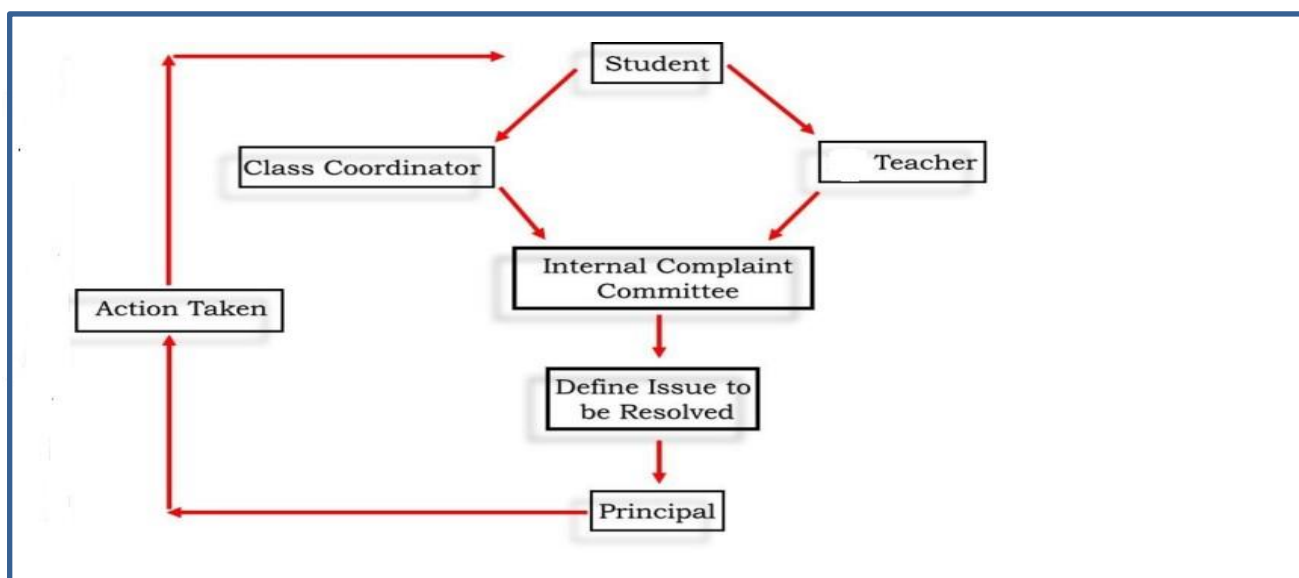 Student
Class Coordinator
Teacher
Internal Complaint
Committee
Action Taken
Define Issue to
be Resolved
Principal